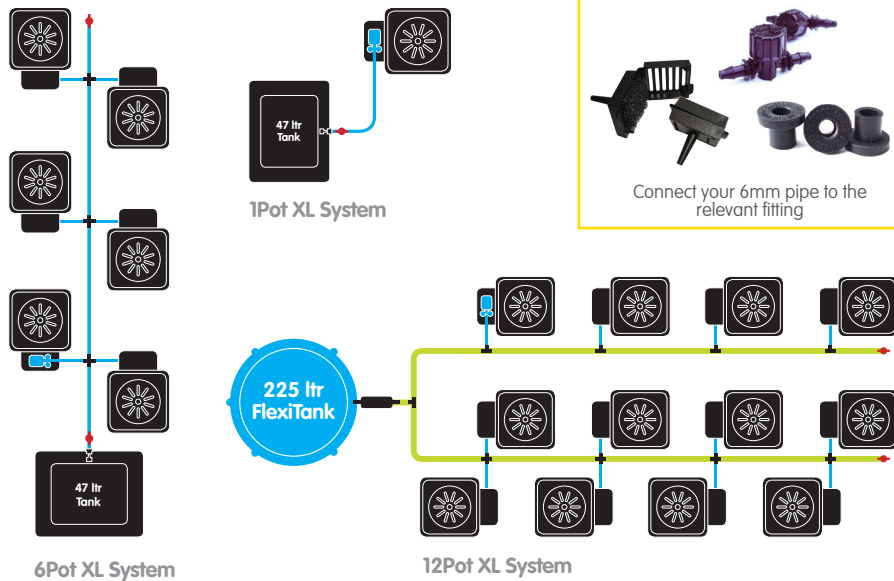 47 ltr
Tank
1Pot XL System
Connect your 6mm pipe to the
relevant fitting
225 ltr
FlexiTank
47 ltr
Tank
6Pot XL System
12Pot XL System